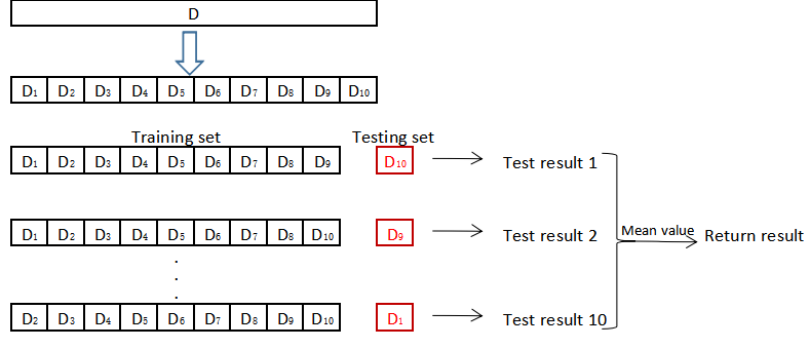 D
D₁ D₂ D₃ D₄ D₅ D₆ D₇ D₈ D₉ D₁₀
Training set Testing set
D₁ D₂ D₃ D₄ D₅ D₆ D₇ D₈ D₉ D₁₀ Test result 1
D₁ D₂ D₃ D₄ D₅ D₆ D₇ D₈ D₁₀ D₉ Test result 2 Mean value Return result
D₂ D₃ D₄ D₅ D₆ D₇ D₈ D₉ D₁₀ D₁ Test result 10